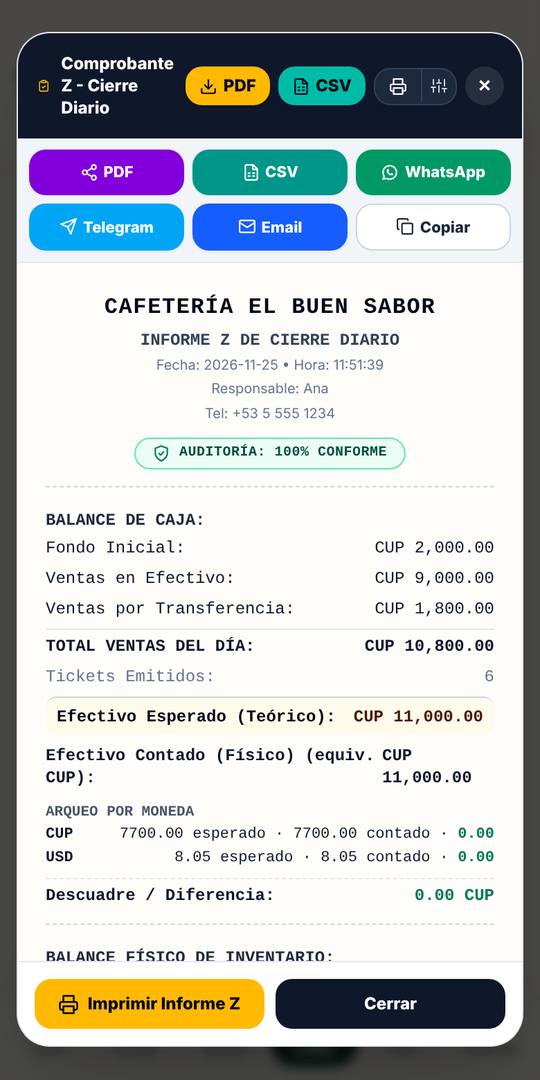 Comprobante
Z - Cierre
Diario
PDF
CSV
PDF
CSV
WhatsApp
Telegram
Email
Copiar
CAFETERÍA EL BUEN SABOR
INFORME Z DE CIERRE DIARIO
Fecha: 2026-11-25 • Hora: 11:51:39
Responsable: Ana
Tel: +53 5 555 1234
AUDITORÍA: 100% CONFORME
BALANCE DE CAJA:
Fondo Inicial: CUP 2,000.00
Ventas en Efectivo: CUP 9,000.00
Ventas por Transferencia: CUP 1,800.00
TOTAL VENTAS DEL DÍA: CUP 10,800.00
Tickets Emitidos: 6
Efectivo Esperado (Teórico): CUP 11,000.00
Efectivo Contado (Físico) (equiv. CUP
CUP): 11,000.00
ARQUEO POR MONEDA
CUP 7700.00 esperado · 7700.00 contado · 0.00
USD 8.05 esperado · 8.05 contado · 0.00
Descuadre / Diferencia: 0.00 CUP
BALANCE FÍSICO DE INVENTARIO:
Imprimir Informe Z
Cerrar